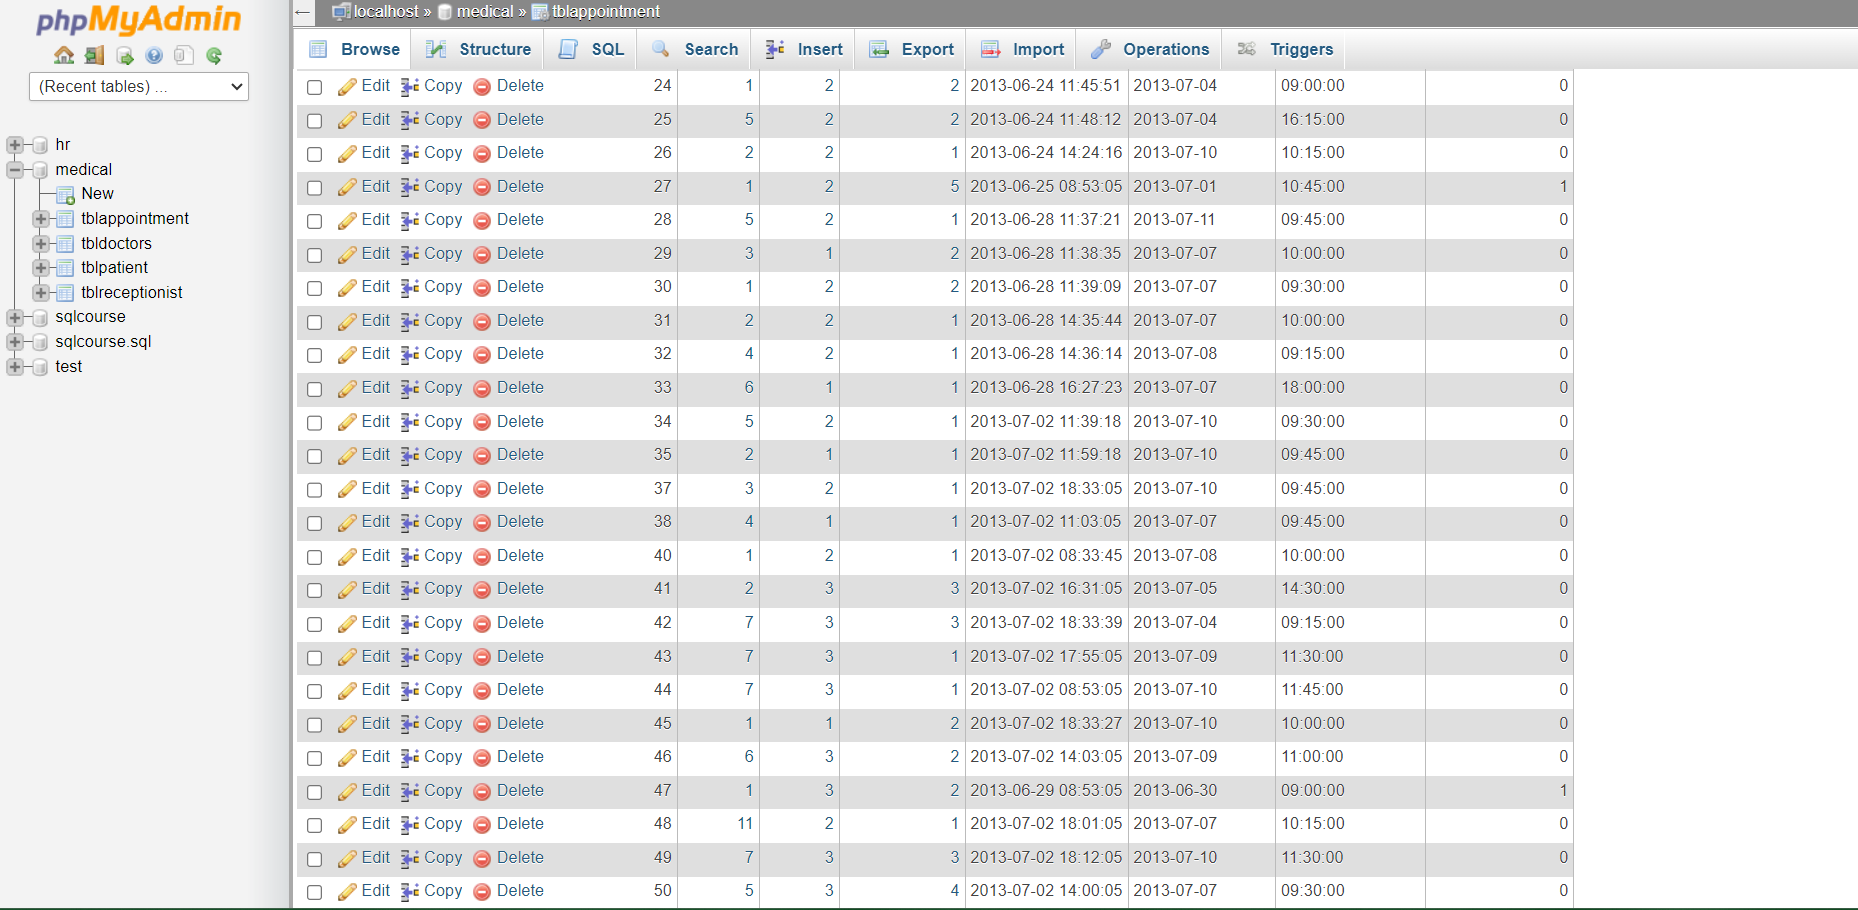 phpMyAdmin
(Recent tables) ...
hr
medical
New
tblappointment
tbldoctors
tblpatient
tblreceptionist
sqlcourse
sqlcourse.sql
test
← localhost » medical » tblappointment
Browse Structure SQL Search Insert Export Import Operations Triggers
Edit Copy Delete 24 1 2 2 2013-06-24 11:45:51 2013-07-04 09:00:00 0
Edit Copy Delete 25 5 2 2 2013-06-24 11:48:12 2013-07-04 16:15:00 0
Edit Copy Delete 26 2 2 1 2013-06-24 14:24:16 2013-07-10 10:15:00 0
Edit Copy Delete 27 1 2 5 2013-06-25 08:53:05 2013-07-01 10:45:00 1
Edit Copy Delete 28 5 2 1 2013-06-28 11:37:21 2013-07-11 09:45:00 0
Edit Copy Delete 29 3 1 2 2013-06-28 11:38:35 2013-07-07 10:00:00 0
Edit Copy Delete 30 1 2 2 2013-06-28 11:39:09 2013-07-07 09:30:00 0
Edit Copy Delete 31 2 2 1 2013-06-28 14:35:44 2013-07-07 10:00:00 0
Edit Copy Delete 32 4 2 1 2013-06-28 14:36:14 2013-07-08 09:15:00 0
Edit Copy Delete 33 6 1 1 2013-06-28 16:27:23 2013-07-07 18:00:00 0
Edit Copy Delete 34 5 2 1 2013-07-02 11:39:18 2013-07-10 09:30:00 0
Edit Copy Delete 35 2 1 1 2013-07-02 11:59:18 2013-07-10 09:45:00 0
Edit Copy Delete 37 3 2 1 2013-07-02 18:33:05 2013-07-10 09:45:00 0
Edit Copy Delete 38 4 1 1 2013-07-02 11:03:05 2013-07-07 09:45:00 0
Edit Copy Delete 40 1 2 1 2013-07-02 08:33:45 2013-07-08 10:00:00 0
Edit Copy Delete 41 2 3 3 2013-07-02 16:31:05 2013-07-05 14:30:00 0
Edit Copy Delete 42 7 3 3 2013-07-02 18:33:39 2013-07-04 09:15:00 0
Edit Copy Delete 43 7 3 1 2013-07-02 17:55:05 2013-07-09 11:30:00 0
Edit Copy Delete 44 7 3 1 2013-07-02 08:53:05 2013-07-10 11:45:00 0
Edit Copy Delete 45 1 1 2 2013-07-02 18:33:27 2013-07-10 10:00:00 0
Edit Copy Delete 46 6 3 2 2013-07-02 14:03:05 2013-07-09 11:00:00 0
Edit Copy Delete 47 1 3 2 2013-06-29 08:53:05 2013-06-30 09:00:00 1
Edit Copy Delete 48 11 2 1 2013-07-02 18:01:05 2013-07-07 10:15:00 0
Edit Copy Delete 49 7 3 3 2013-07-02 18:12:05 2013-07-10 11:30:00 0
Edit Copy Delete 50 5 3 4 2013-07-02 14:00:05 2013-07-07 09:30:00 0